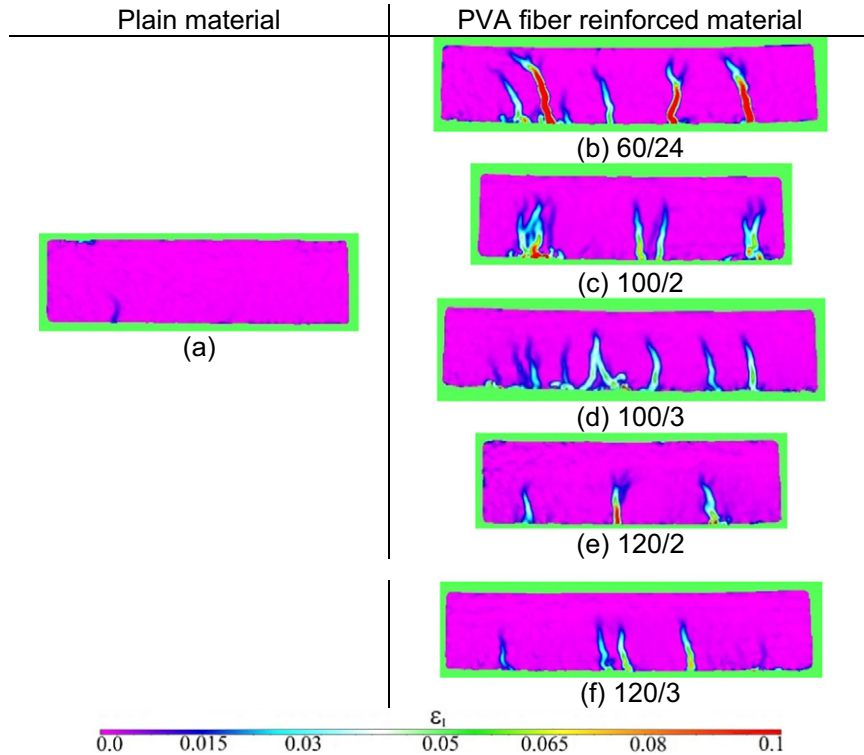 Plain material
PVA fiber reinforced material
(a)
(b) 60/24
(c) 100/2
(d) 100/3
(e) 120/2
(f) 120/3
ε₁
0.0 0.015 0.03 0.05 0.065 0.08 0.1